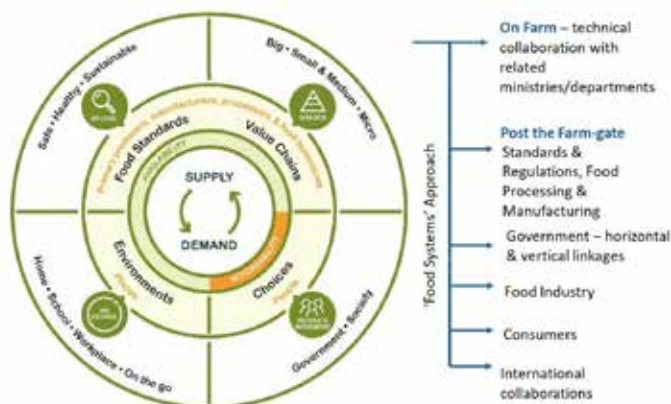 Safe • Healthy • Sustainable
Big • Small & Medium • Micro
Food Standards
Value Chains
SUPPLY
DEMAND
Environments
Choices
Home • School • Workplace • On the go
Government • Society
'Food Systems' Approach
On Farm – technical
collaboration with
related
ministries/departments
Post the Farm-gate
Standards &
Regulations, Food
Processing &
Manufacturing
Government – horizontal
& vertical linkages
Food Industry
Consumers
International
collaborations